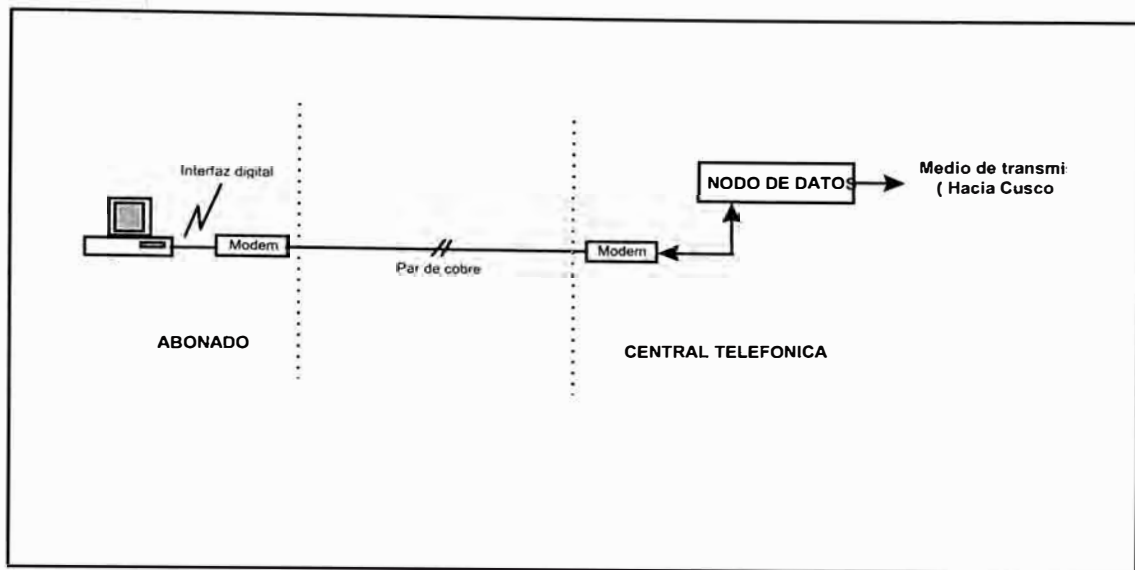 Interfaz digital
Modem
Par de cobre
Modem
NODO DE DATOS
Medio de transmi
( Hacia Cusco
ABONADO
CENTRAL TELEFONICA